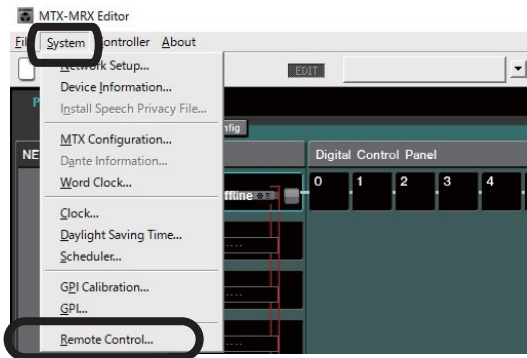 MTX-MRX Editor
System Controller About
EDIT
Network Setup...
Device Information...
Install Speech Privacy File...
MTX Configuration...
Dante Information...
Word Clock...
Clock...
Daylight Saving Time...
Scheduler...
GPI Calibration...
GPI...
Remote Control...
Digital Control Panel
0 1 2 3 4